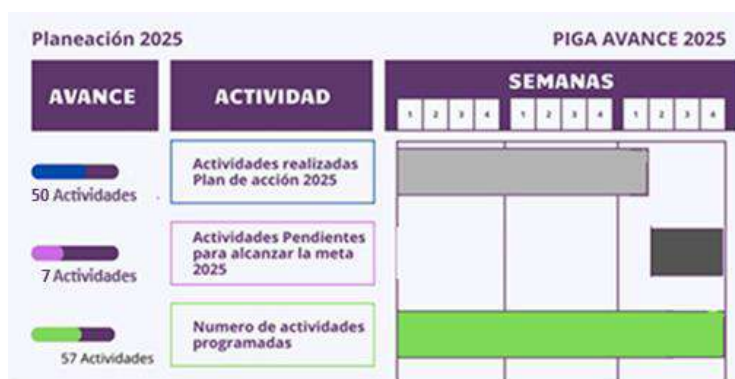 Planeación 2025
PIGA AVANCE 2025
AVANCE
ACTIVIDAD
SEMANAS
1 2 3 4 1 2 3 4 1 2 3 4
50 Actividades
Actividades realizadas
Plan de acción 2025
7 Actividades
Actividades Pendientes
para alcanzar la meta
2025
57 Actividades
Numero de actividades
programadas